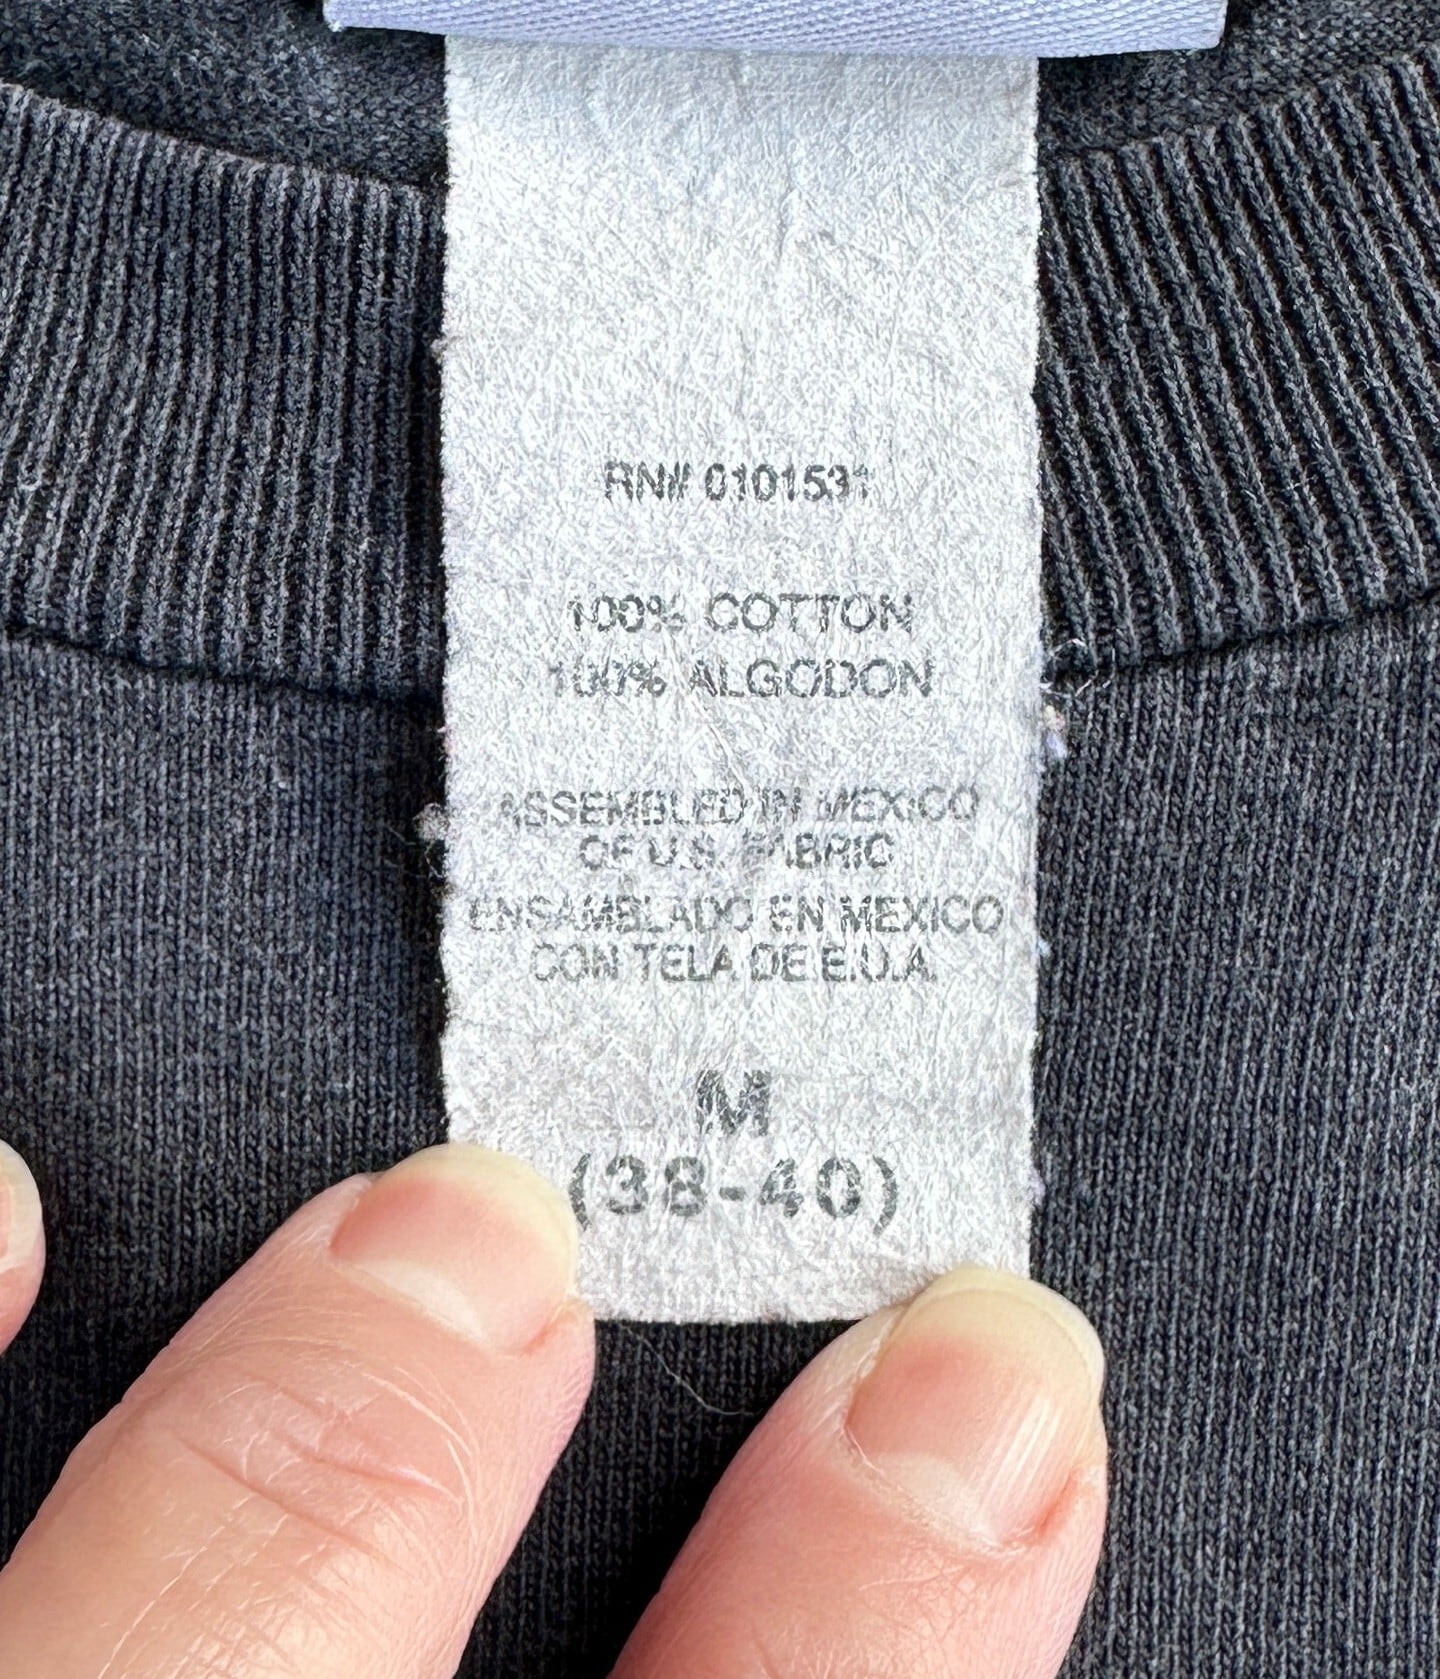 RN# 0101531
100% COTTON
100% ALGODON
ASSEMBLED IN MEXICO
OF U.S. FABRIC
ENSAMBLADO EN MEXICO
CON TELA DE E.U.A.
M
(38-40)